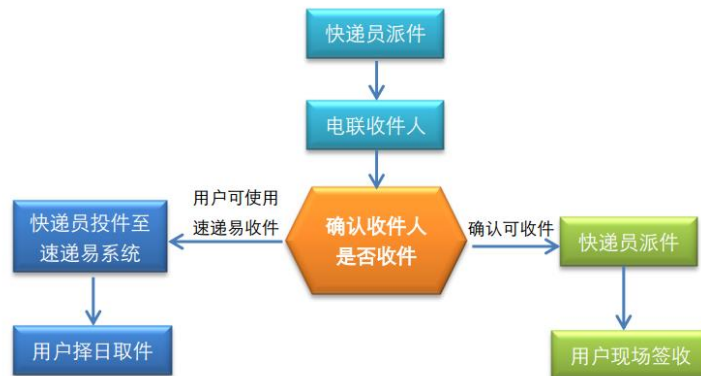 快递员派件
电联收件人
用户可使用
速递易收件
确认收件人
是否收件
确认可收件
快递员投件至
速递易系统
快递员派件
用户择日取件
用户现场签收